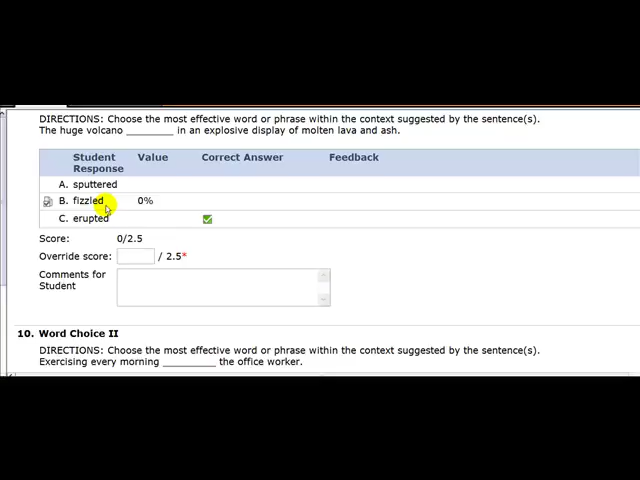 DIRECTIONS: Choose the most effective word or phrase within the context suggested by the sentence(s).
The huge volcano ________ in an explosive display of molten lava and ash.
Student Response Value Correct Answer Feedback
A. sputtered
B. fizzled 0%
C. erupted
Score: 0/2.5
Override score: / 2.5*
Comments for Student
10. Word Choice II
DIRECTIONS: Choose the most effective word or phrase within the context suggested by the sentence(s).
Exercising every morning _________ the office worker.